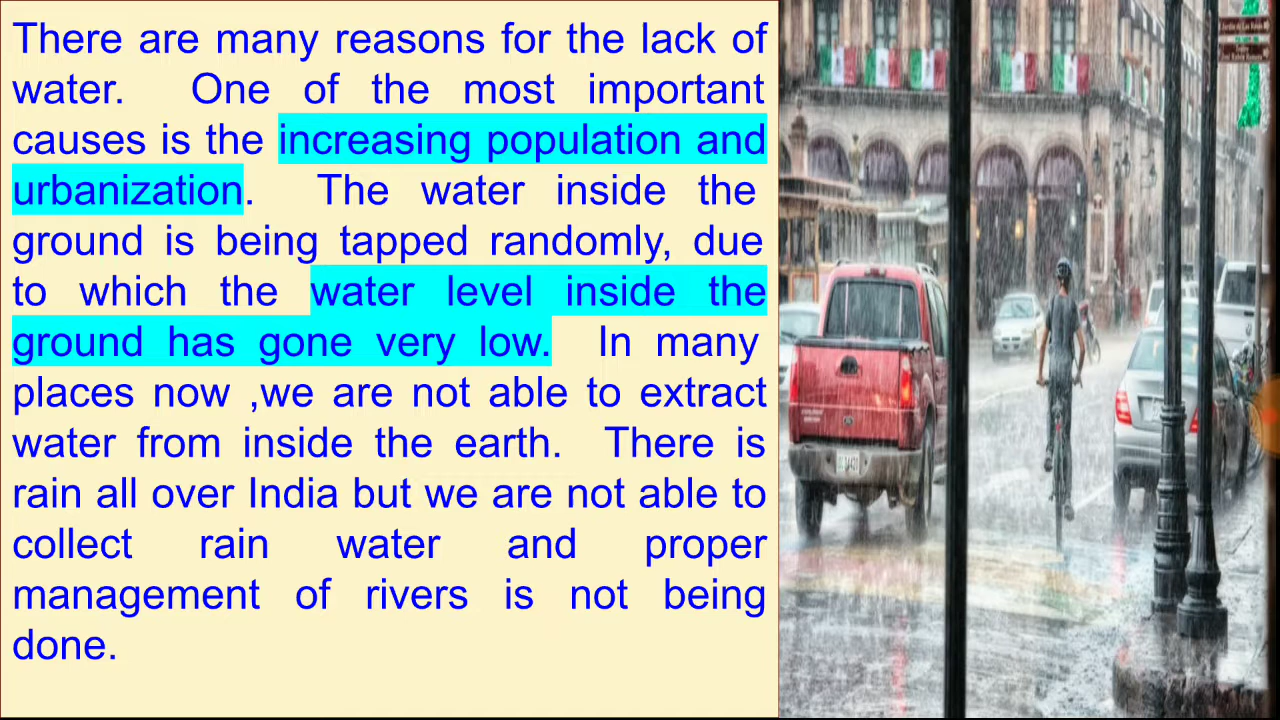 There are many reasons for the lack of
water. One of the most important
causes is the increasing population and
urbanization. The water inside the
ground is being tapped randomly, due
to which the water level inside the
ground has gone very low. In many
places now ,we are not able to extract
water from inside the earth. There is
rain all over India but we are not able to
collect rain water and proper
management of rivers is not being
done.